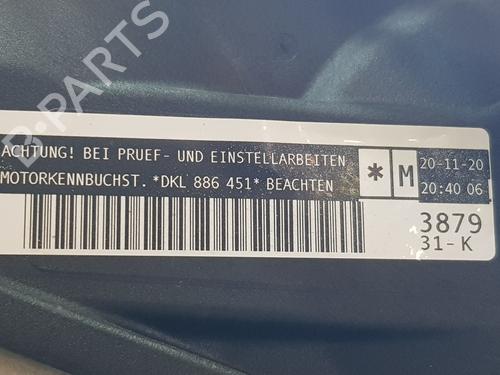 B-PARTS
ACHTUNG! BEI PRUEF- UND EINSTELLARBEITEN
MOTORKENNBUCHST. *DKL 886 451* BEACHTEN
* M
20-11-20
20:40 06
3879
31-K